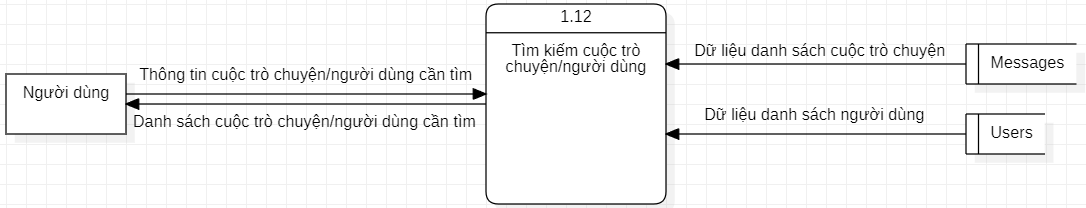 1.12
Tìm kiếm cuộc trò
chuyện/người dùng
Dữ liệu danh sách cuộc trò chuyện
Messages
Thông tin cuộc trò chuyện/người dùng cần tìm
Người dùng
Danh sách cuộc trò chuyện/người dùng cần tìm
Dữ liệu danh sách người dùng
Users